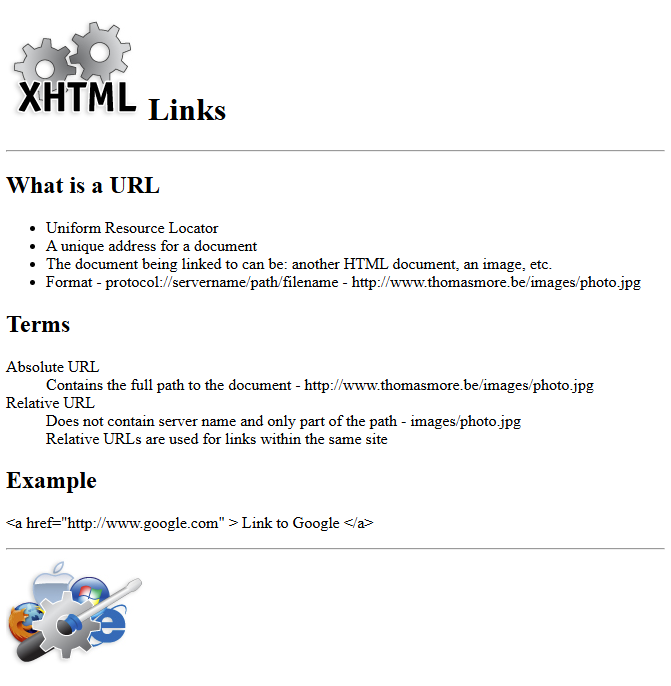 XHTML Links
What is a URL
Uniform Resource Locator
A unique address for a document
The document being linked to can be: another HTML document, an image, etc.
Format - protocol://servername/path/filename - http://www.thomasmore.be/images/photo.jpg
Terms
Absolute URL
Contains the full path to the document - http://www.thomasmore.be/images/photo.jpg
Relative URL
Does not contain server name and only part of the path - images/photo.jpg
Relative URLs are used for links within the same site
Example
<a href="http://www.google.com" > Link to Google </a>